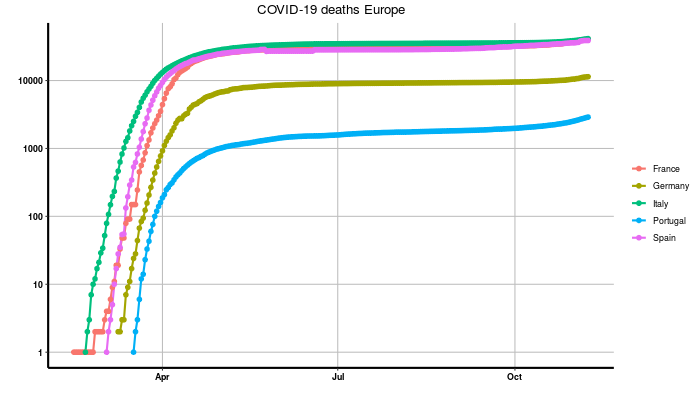 COVID-19 deaths Europe
10000
1000
100
10
1
Apr
Jul
Oct
France
Germany
Italy
Portugal
Spain